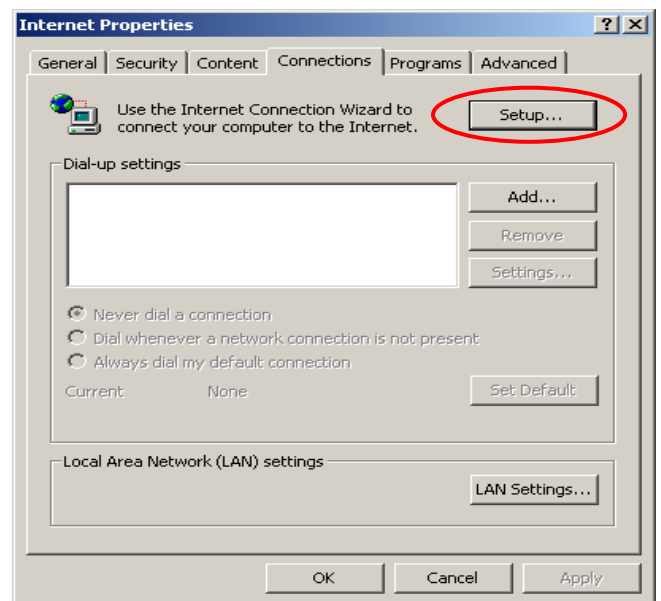 Internet Properties
?
General Security Content Connections Programs Advanced
Use the Internet Connection Wizard to
connect your computer to the Internet.
Setup...
Dial-up settings
Add...
Remove
Settings...
Never dial a connection
Dial whenever a network connection is not present
Always dial my default connection
Current None
Set Default
Local Area Network (LAN) settings
LAN Settings...
OK Cancel Apply